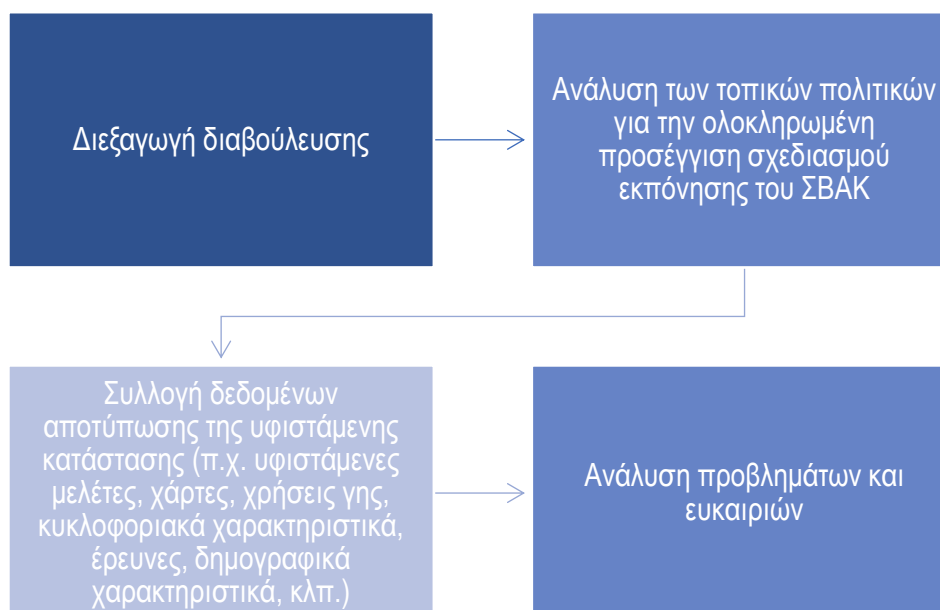 Διεξαγωγή διαβούλευσης
Ανάλυση των τοπικών πολιτικών
για την ολοκληρωμένη
προσέγγιση σχεδιασμού
εκπόνησης του ΣΒΑΚ
Συλλογή δεδομένων
αποτύπωσης της υφιστάμενης
κατάστασης (π.χ. υφιστάμενες
μελέτες, χάρτες, χρήσεις γης,
κυκλοφοριακά χαρακτηριστικά,
έρευνες, δημογραφικά
χαρακτηριστικά, κλπ.)
Ανάλυση προβλημάτων και
ευκαιριών